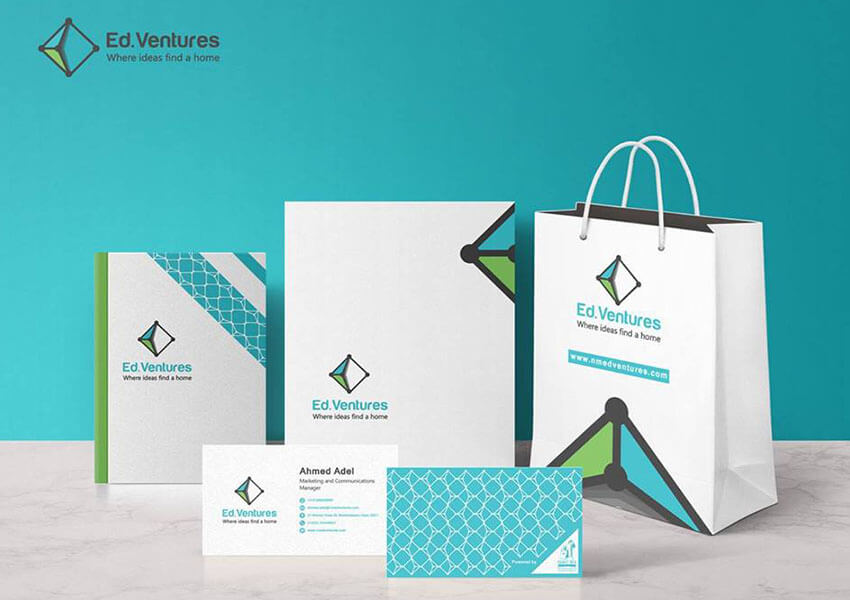 Ed.Ventures
Where ideas find a home
Ed.Ventures
Where ideas find a home
Ed.Ventures
Where ideas find a home
Ed.Ventures
Where ideas find a home
www.nmedventures.com
Ahmed Adel
Marketing and Communications
Manager
Ed.Ventures
Where ideas find a home
Powered by